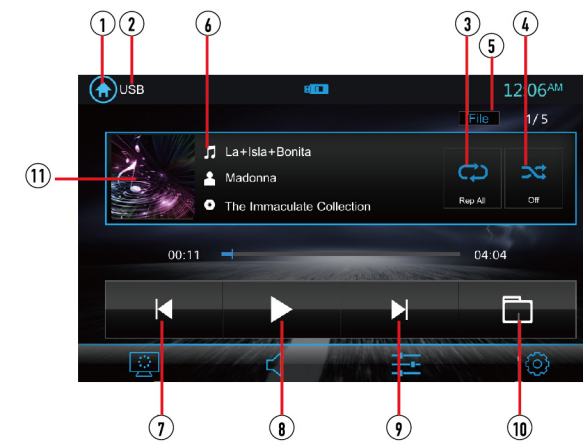 1 2 6 3 4
5
USB 12:06AM
File 1/5
La+Isla+Bonita
11 Madonna
Rep All Off
The Immaculate Collection
00:11 04:04
7 8 9 10